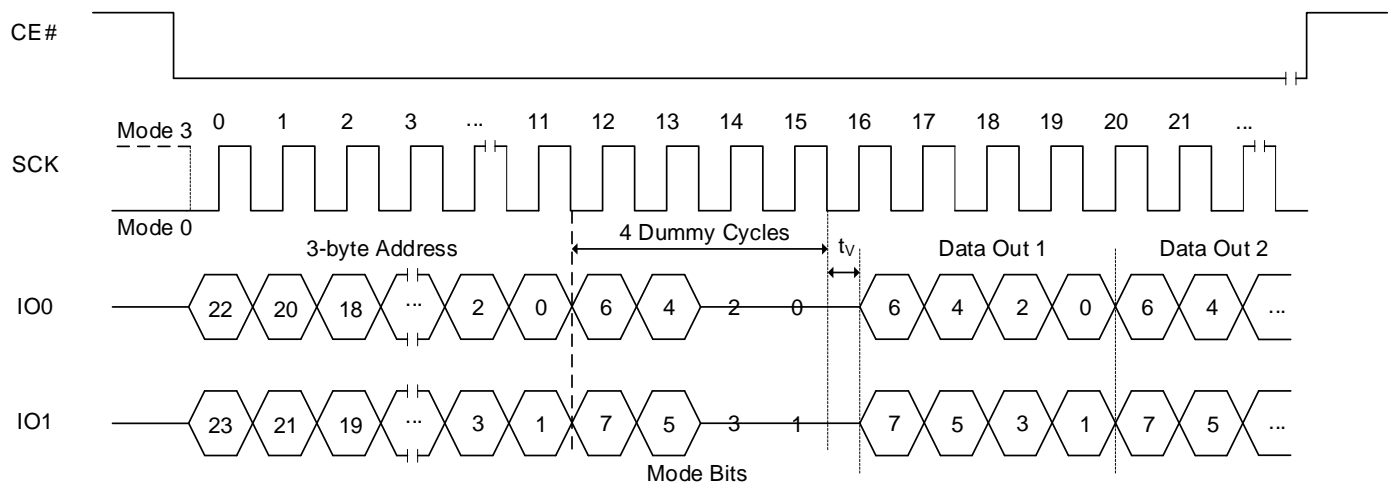 CE#
0 1 2 3 ... 11 12 13 14 15 16 17 18 19 20 21 ...
Mode 3
SCK
Mode 0
3-byte Address
4 Dummy Cycles
tV
Data Out 1
Data Out 2
IO0
22 20 18 ... 2 0 6 4 2 0 6 4 2 0 6 4 ...
IO1
23 21 19 ... 3 1 7 5 3 1 7 5 3 1 7 5 ...
Mode Bits